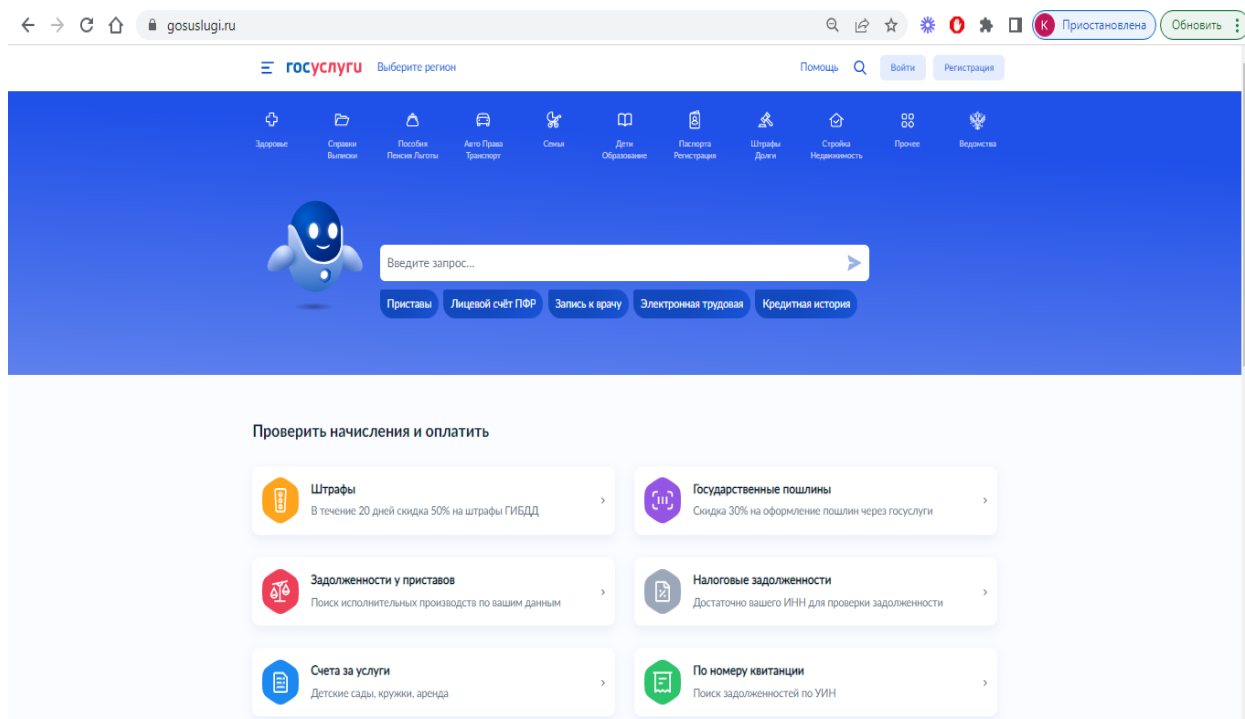 gosuslugi.ru
К Приостановлена
Обновить
госуслуги Выберите регион
Помощь
Войти
Регистрация
Здоровье
Справки
Выписки
Пособия
Пенсия Льготы
Авто Права
Транспорт
Семья
Дети
Образование
Паспорта
Регистрация
Штрафы
Долги
Стройка
Недвижимость
Прочее
Ведомства
Введите запрос...
Приставы
Лицевой счёт ПФР
Запись к врачу
Электронная трудовая
Кредитная история
Проверить начисления и оплатить
Штрафы
В течение 20 дней скидка 50% на штрафы ГИБДД
Государственные пошлины
Скидка 30% на оформление пошлин через госуслуги
Задолженности у приставов
Поиск исполнительных производств по вашим данным
Налоговые задолженности
Достаточно вашего ИНН для проверки задолженности
Счета за услуги
Детские сады, кружки, аренда
По номеру квитанции
Поиск задолженностей по УИН